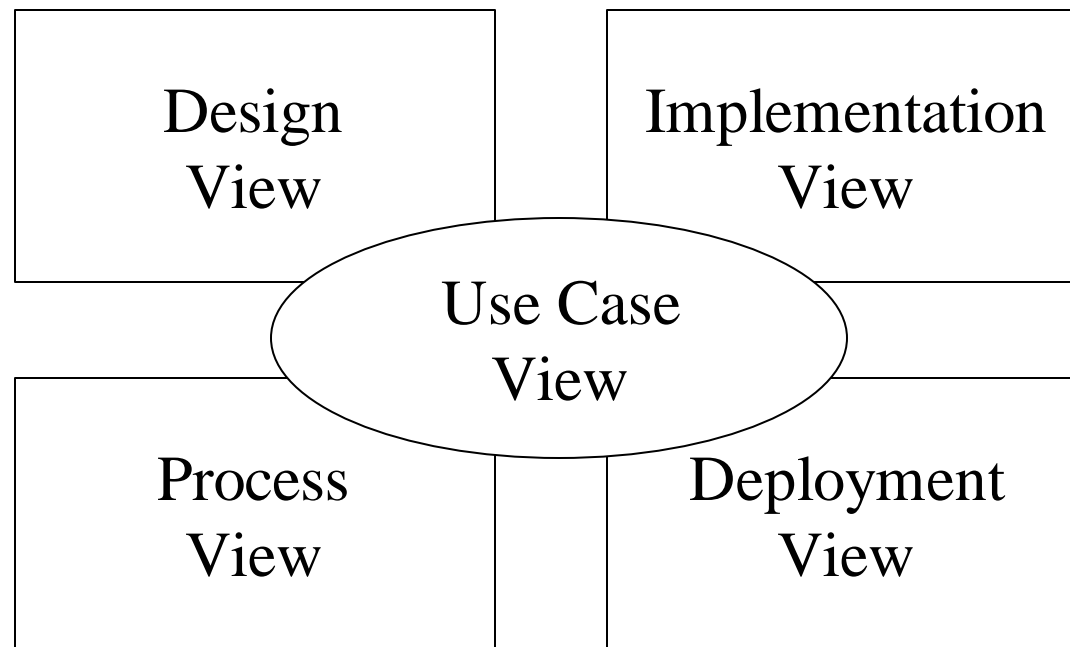 Design
View
Implementation
View
Use Case
View
Process
View
Deployment
View